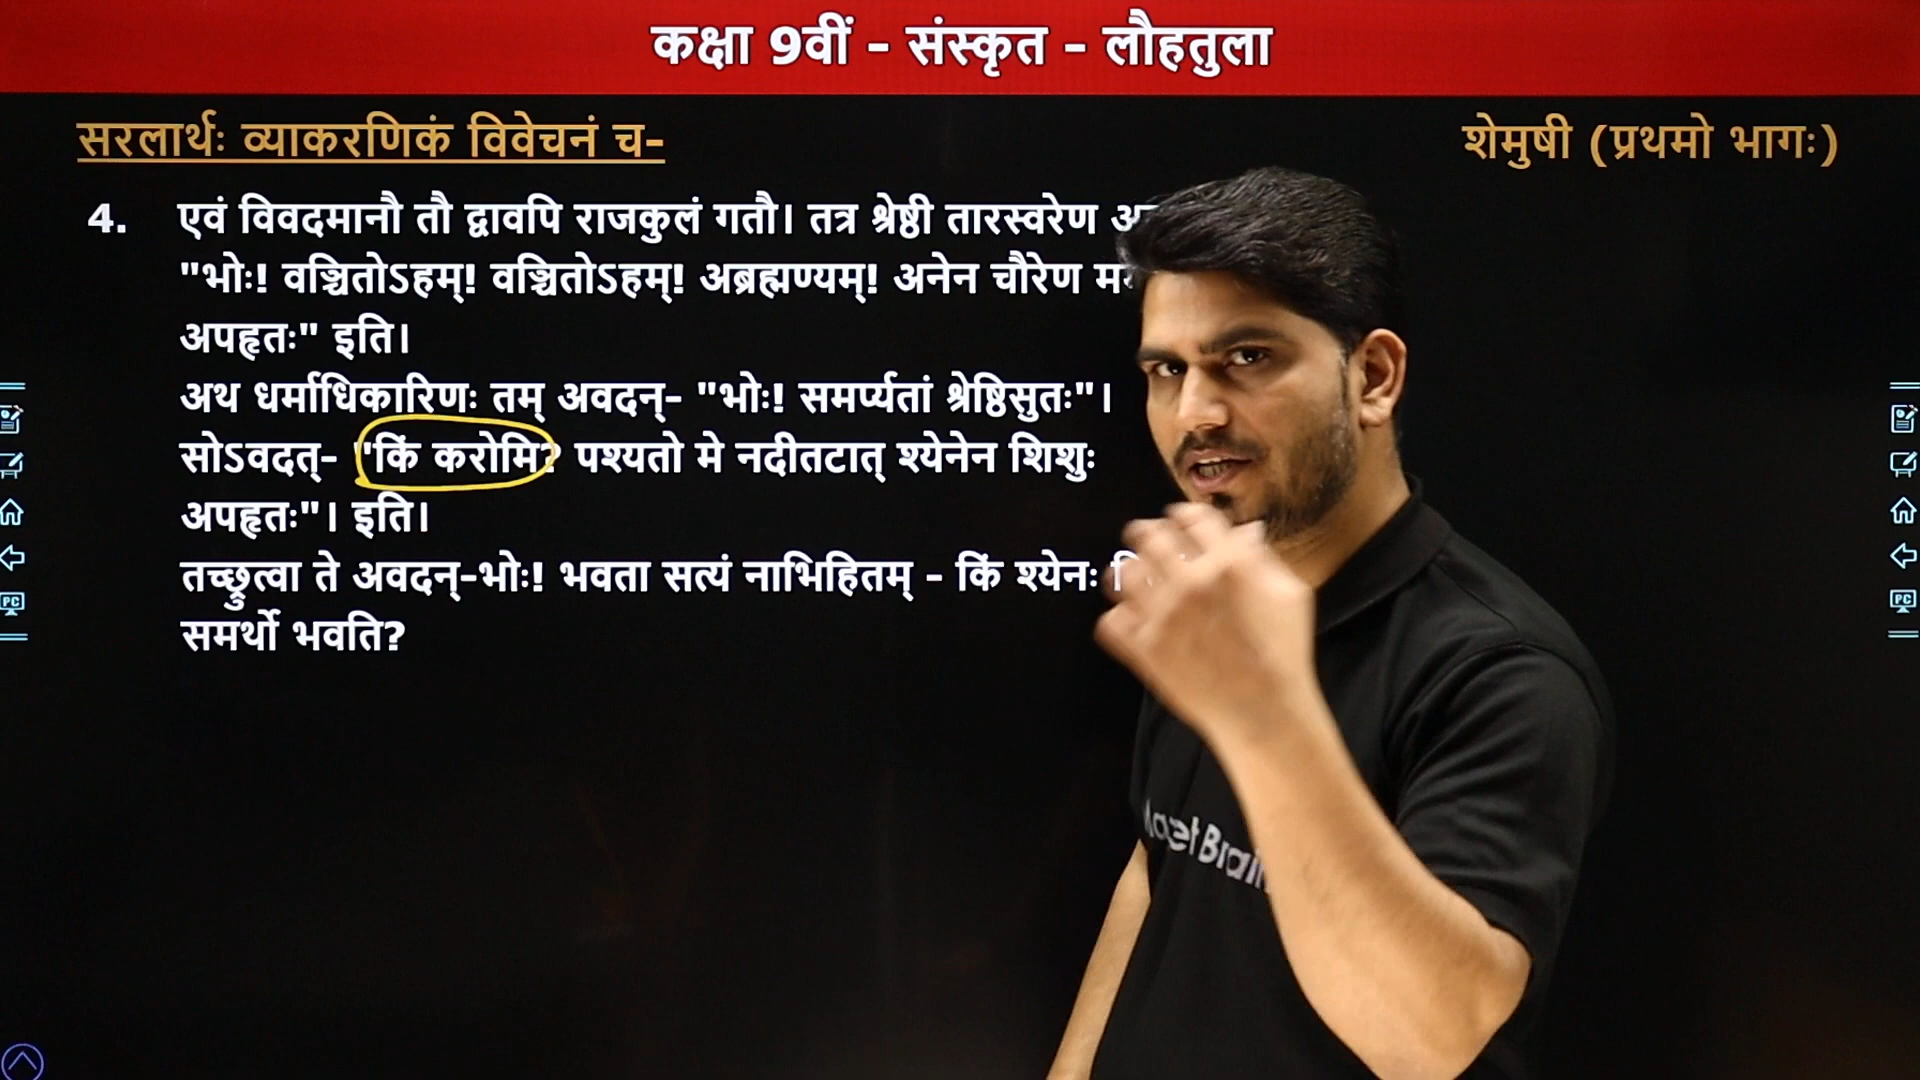 कक्षा 9वीं - संस्कृत - लौहतुला
सरलार्थः व्याकरणिकं विवेचनं च-
शेमुषी (प्रथमो भागः)
4. एवं विवदमानौ तौ द्वावपि राजकुलं गतौ। तत्र श्रेष्ठी तारस्वरेण
"भोः! वञ्चितोऽहम्! वञ्चितोऽहम्! अब्रह्मण्यम्! अनेन चौरेण
अपहृतः" इति।
अथ धर्माधिकारिणः तम् अवदन्- "भोः! समर्प्यतां श्रेष्ठिसुतः"।
सोऽवदत्- "किं करोमि? पश्यतो मे नदीतटात् श्येनेन शिशुः
अपहृतः"। इति।
तच्छ्रुत्वा ते अवदन्-भोः! भवता सत्यं नाभिहितम् - किं श्येनः
समर्थो भवति?
PC
PC